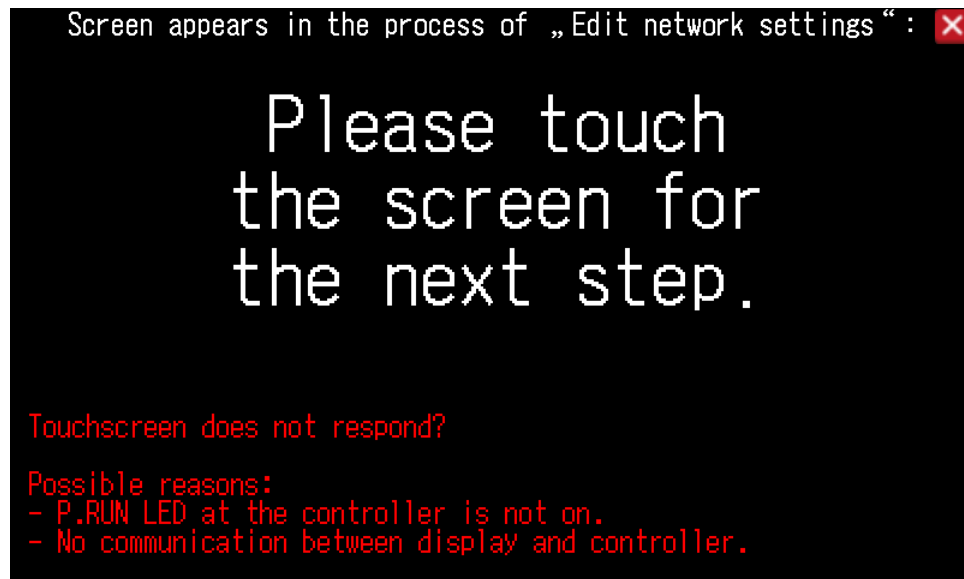 Screen appears in the process of „Edit network settings“:
Please touch
the screen for
the next step.
Touchscreen does not respond?
Possible reasons:
- P.RUN LED at the controller is not on.
- No communication between display and controller.